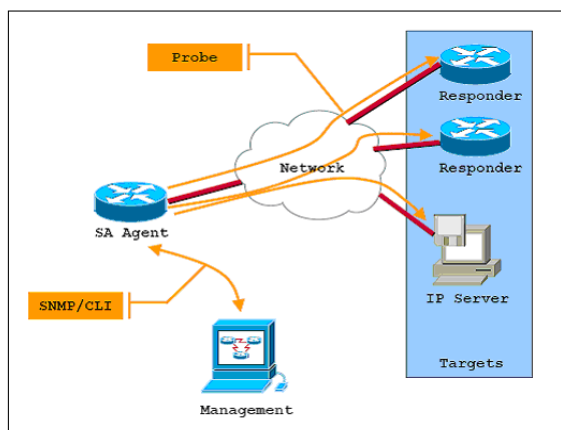 Probe
Responder
Responder
Network
SA Agent
IP Server
SNMP/CLI
Targets
Management